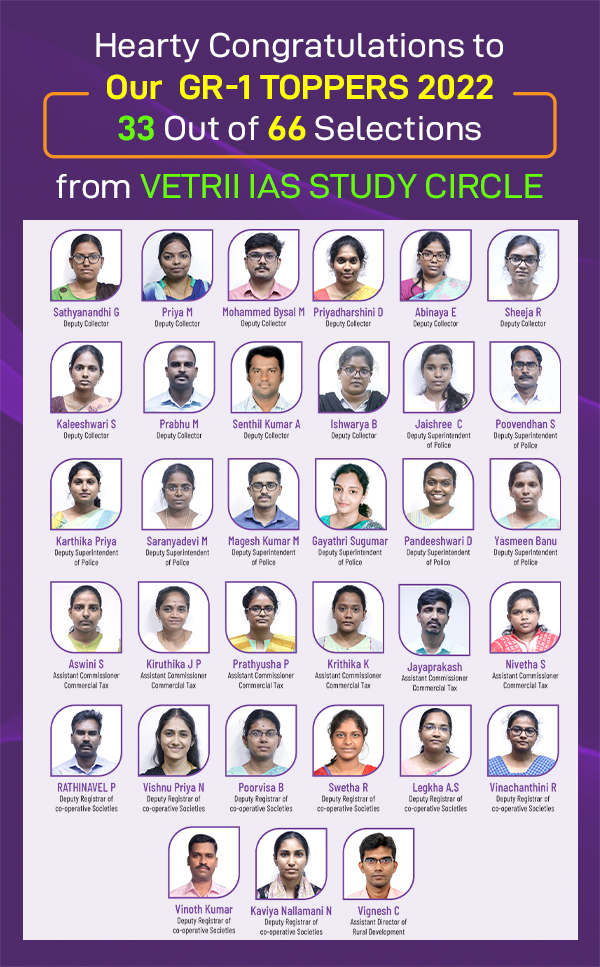 Hearty Congratulations to
Our GR-1 TOPPERS 2022
33 Out of 66 Selections
from VETRII IAS STUDY CIRCLE
Sathyanandhi G
Deputy Collector
Priya M
Deputy Collector
Mohammed Bysal M
Deputy Collector
Priyadharshini D
Deputy Collector
Abinaya E
Deputy Collector
Sheeja R
Deputy Collector
Kaleeshwari S
Deputy Collector
Prabhu M
Deputy Collector
Senthil Kumar A
Deputy Collector
Ishwarya B
Deputy Collector
Jaishree C
Deputy Superintendent
of Police
Poovendhan S
Deputy Superintendent
of Police
Karthika Priya
Deputy Superintendent
of Police
Saranyadevi M
Deputy Superintendent
of Police
Magesh Kumar M
Deputy Superintendent
of Police
Gayathri Sugumar
Deputy Superintendent
of Police
Pandeeshwari D
Deputy Superintendent
of Police
Yasmeen Banu
Deputy Superintendent
of Police
Aswini S
Assistant Commissioner
Commercial Tax
Kiruthika J P
Assistant Commissioner
Commercial Tax
Prathyusha P
Assistant Commissioner
Commercial Tax
Krithika K
Assistant Commissioner
Commercial Tax
Jayaprakash
Assistant Commissioner
Commercial Tax
Nivetha S
Assistant Commissioner
Commercial Tax
RATHINAVEL P
Deputy Registrar of
co-operative Societies
Vishnu Priya N
Deputy Registrar of
co-operative Societies
Poorvisa B
Deputy Registrar of
co-operative Societies
Swetha R
Deputy Registrar of
co-operative Societies
Legkha A.S
Deputy Registrar of
co-operative Societies
Vinachanthini R
Deputy Registrar of
co-operative Societies
Vinoth Kumar
Deputy Registrar of
co-operative Societies
Kaviya Nallamani N
Deputy Registrar of
co-operative Societies
Vignesh C
Assistant Director of
Rural Development